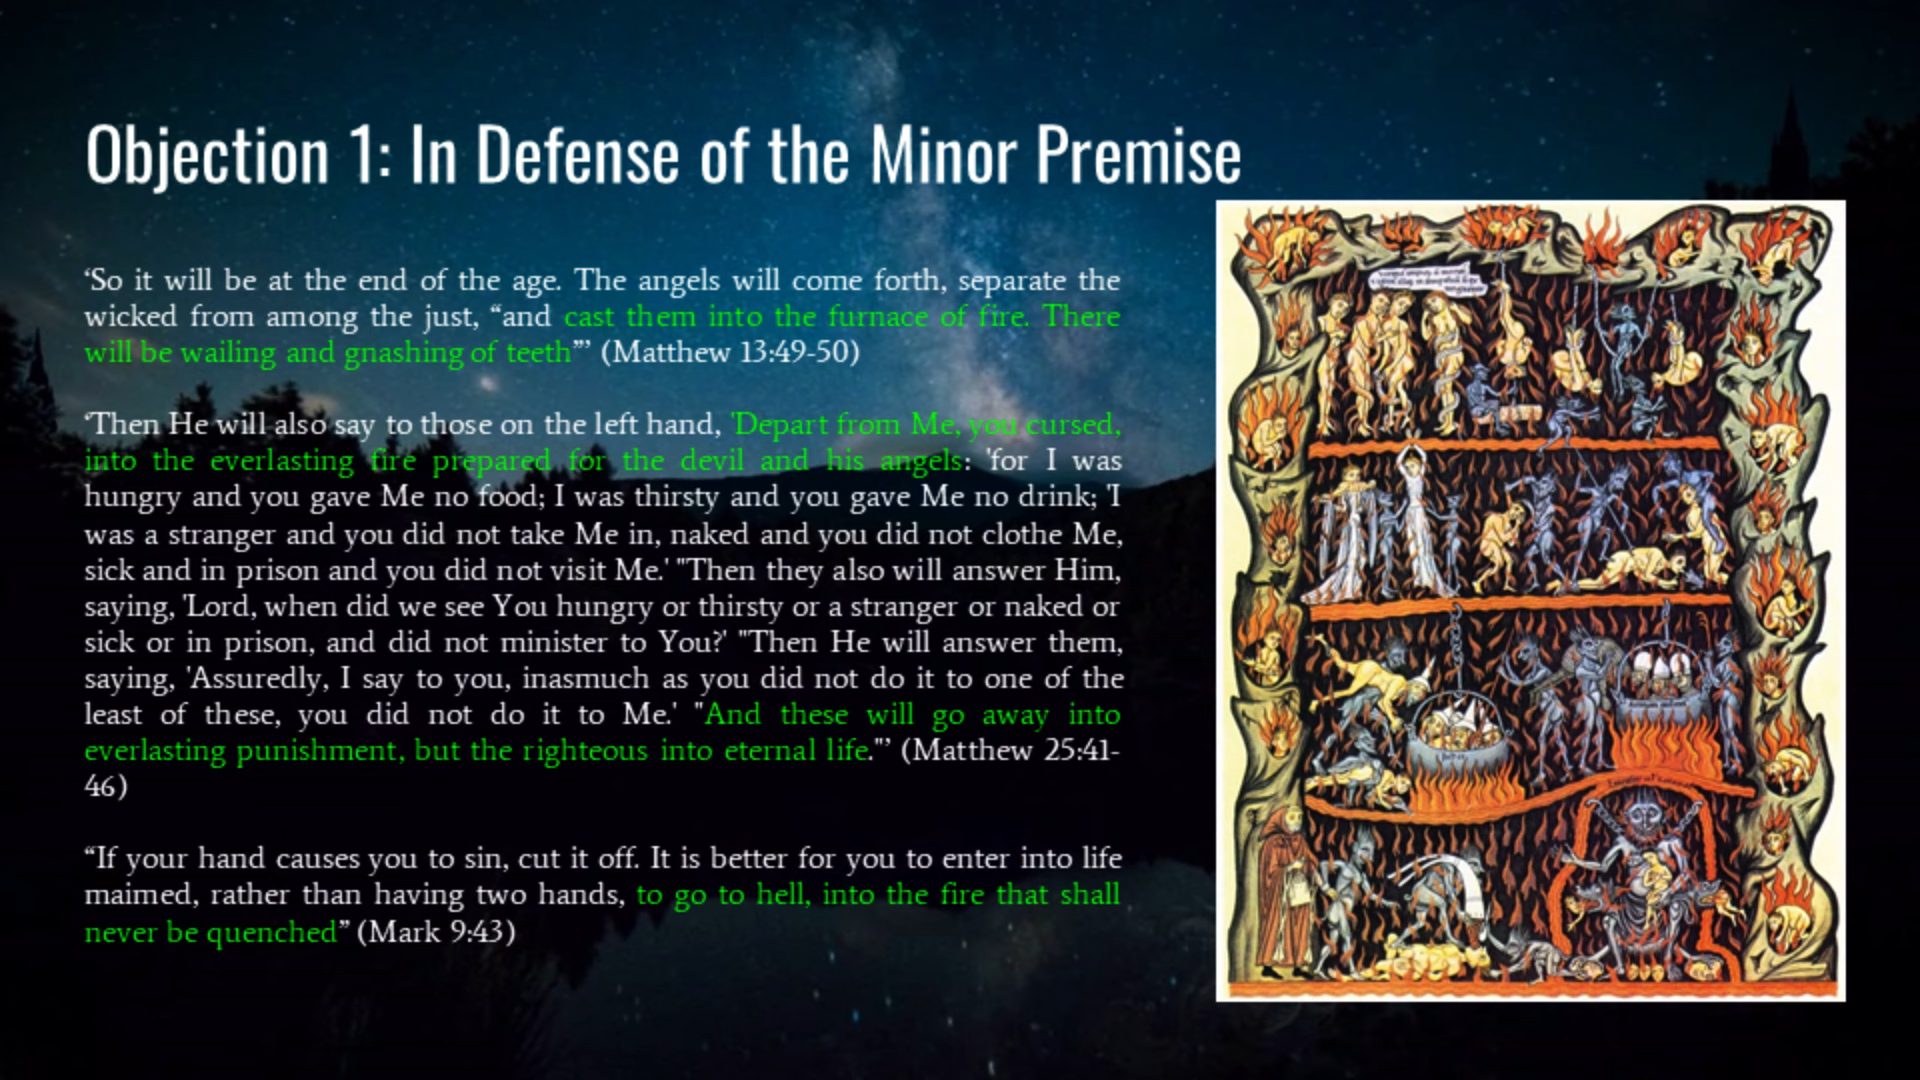 Objection 1: In Defense of the Minor Premise
‘So it will be at the end of the age. The angels will come forth, separate the
wicked from among the just, “and cast them into the furnace of fire. There
will be wailing and gnashing of teeth”’ (Matthew 13:49-50)
‘Then He will also say to those on the left hand, 'Depart from Me, you cursed,
into the everlasting fire prepared for the devil and his angels: 'for I was
hungry and you gave Me no food; I was thirsty and you gave Me no drink; 'I
was a stranger and you did not take Me in, naked and you did not clothe Me,
sick and in prison and you did not visit Me.' "Then they also will answer Him,
saying, 'Lord, when did we see You hungry or thirsty or a stranger or naked or
sick or in prison, and did not minister to You?' "Then He will answer them,
saying, 'Assuredly, I say to you, inasmuch as you did not do it to one of the
least of these, you did not do it to Me.' "And these will go away into
everlasting punishment, but the righteous into eternal life."’ (Matthew 25:41-
46)
“If your hand causes you to sin, cut it off. It is better for you to enter into life
maimed, rather than having two hands, to go to hell, into the fire that shall
never be quenched” (Mark 9:43)